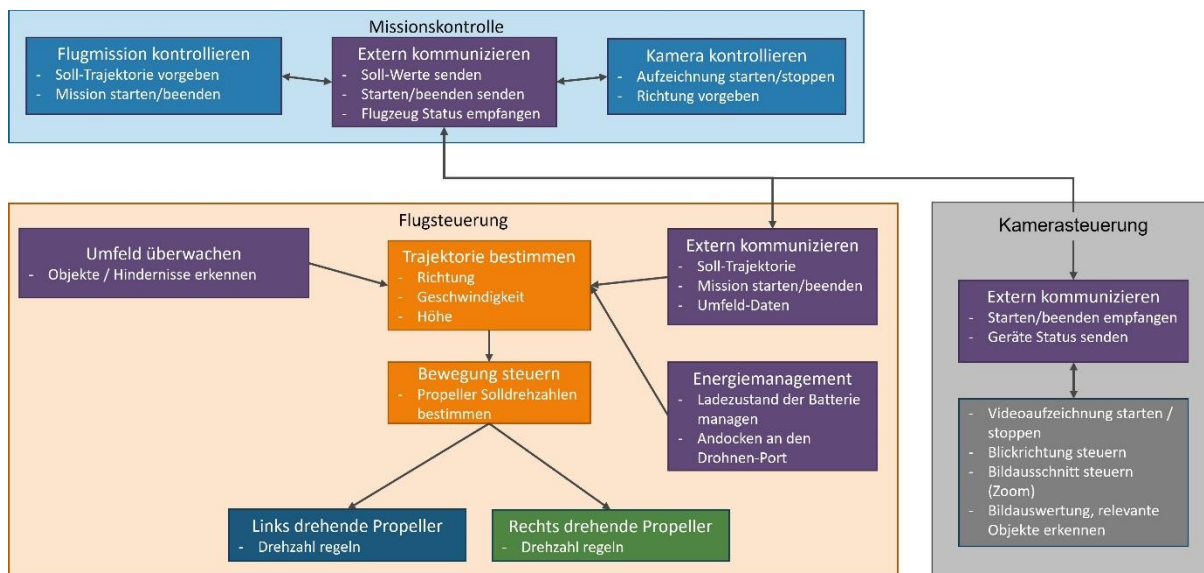 Missionskontrolle
Flugmission kontrollieren
- Soll-Trajektorie vorgeben
- Mission starten/beenden
Extern kommunizieren
- Soll-Werte senden
- Starten/beenden senden
- Flugzeug Status empfangen
Kamera kontrollieren
- Aufzeichnung starten/stoppen
- Richtung vorgeben
Flugsteuerung
Umfeld überwachen
- Objekte / Hindernisse erkennen
Trajektorie bestimmen
- Richtung
- Geschwindigkeit
- Höhe
Extern kommunizieren
- Soll-Trajektorie
- Mission starten/beenden
- Umfeld-Daten
Bewegung steuern
- Propeller Solldrehzahlen
bestimmen
Energiemanagement
- Ladezustand der Batterie
managen
- Andocken an den
Drohnen-Port
Links drehende Propeller
- Drehzahl regeln
Rechts drehende Propeller
- Drehzahl regeln
Kamerasteuerung
Extern kommunizieren
- Starten/beenden empfangen
- Geräte Status senden
- Videoaufzeichnung starten /
stoppen
- Blickrichtung steuern
- Bildausschnitt steuern
(Zoom)
- Bildauswertung, relevante
Objekte erkennen